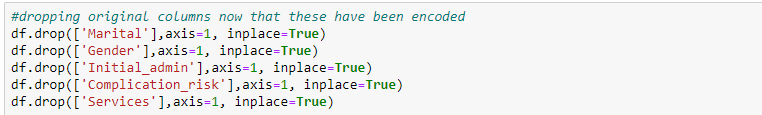 #dropping original columns now that these have been encoded
df.drop(['Marital'],axis=1, inplace=True)
df.drop(['Gender'],axis=1, inplace=True)
df.drop(['Initial_admin'],axis=1, inplace=True)
df.drop(['Complication_risk'],axis=1, inplace=True)
df.drop(['Services'],axis=1, inplace=True)